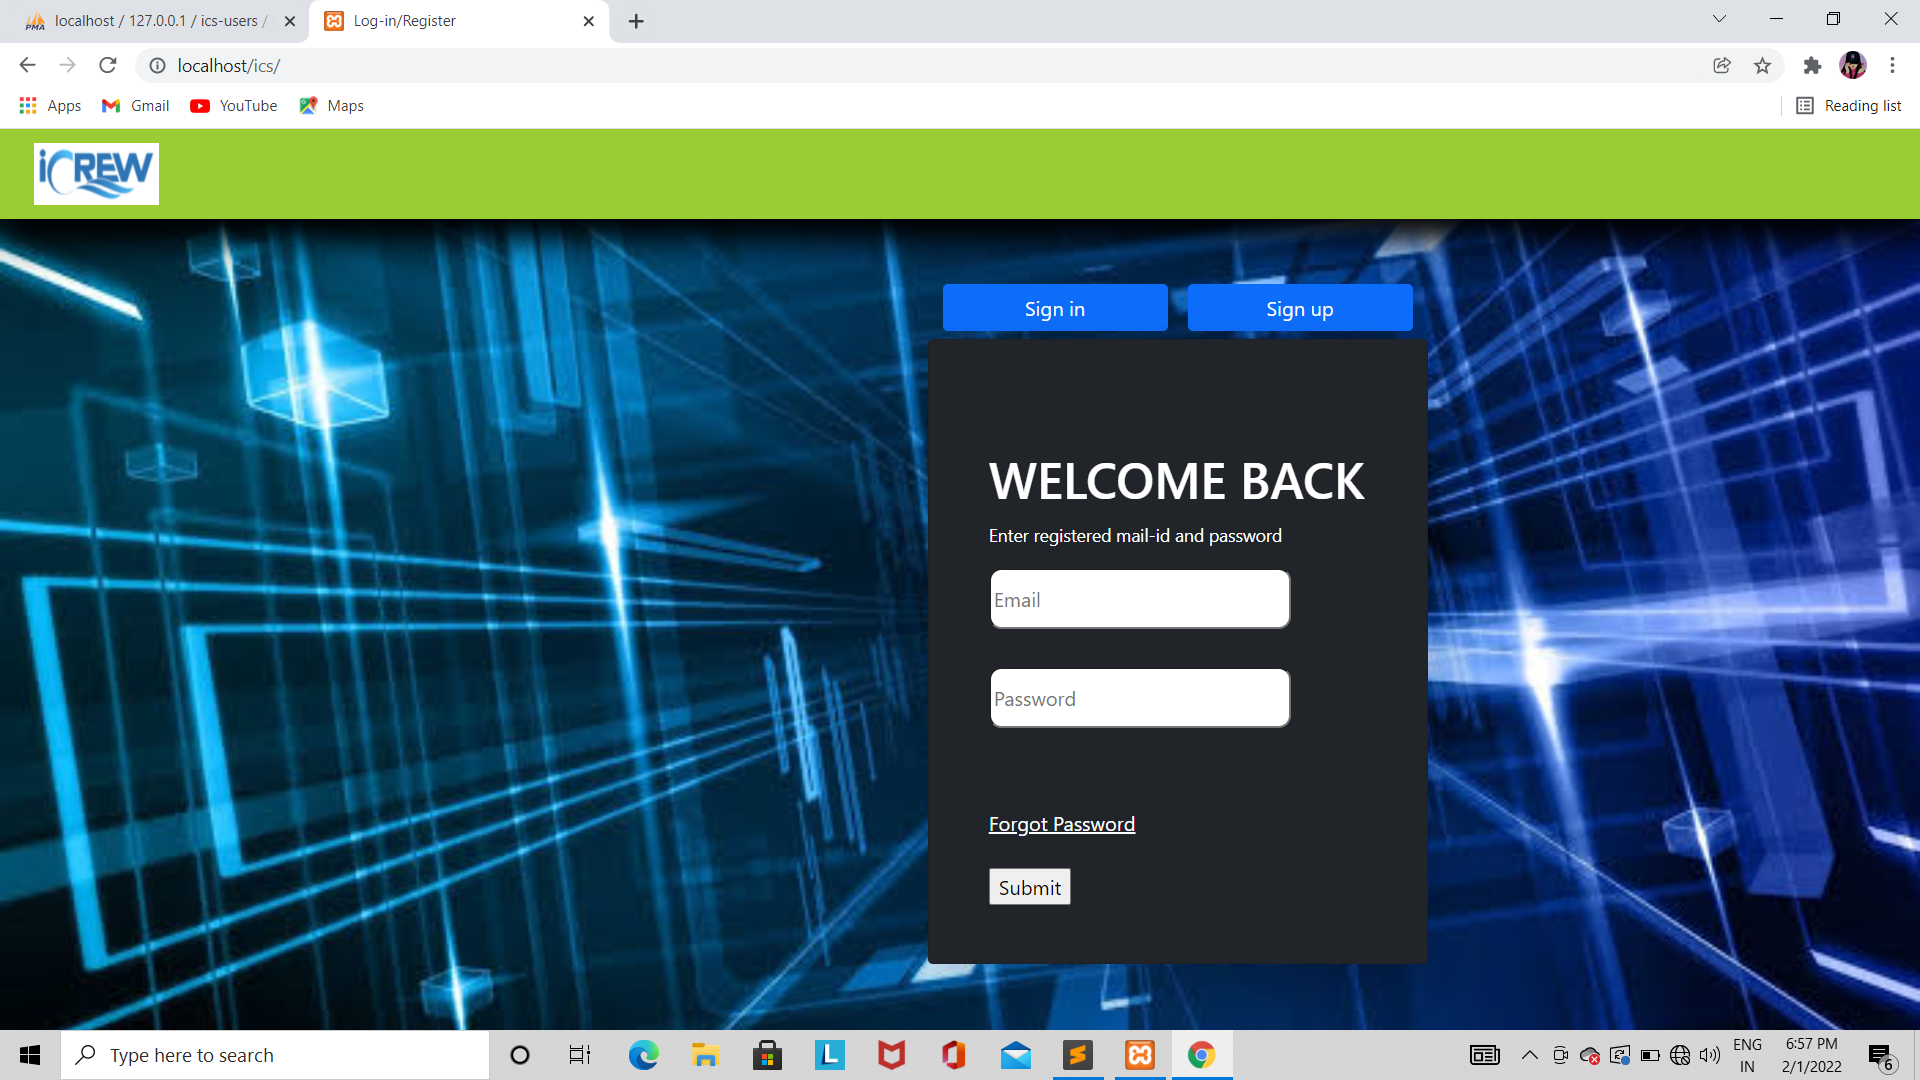 localhost / 127.0.0.1 / ics-users /
Log-in/Register
localhost/ics/
Apps
Gmail
YouTube
Maps
Reading list
iCREW
Sign in
Sign up
WELCOME BACK
Enter registered mail-id and password
Email
Password
Forgot Password
Submit
Type here to search
ENG
IN
6:57 PM
2/1/2022
6